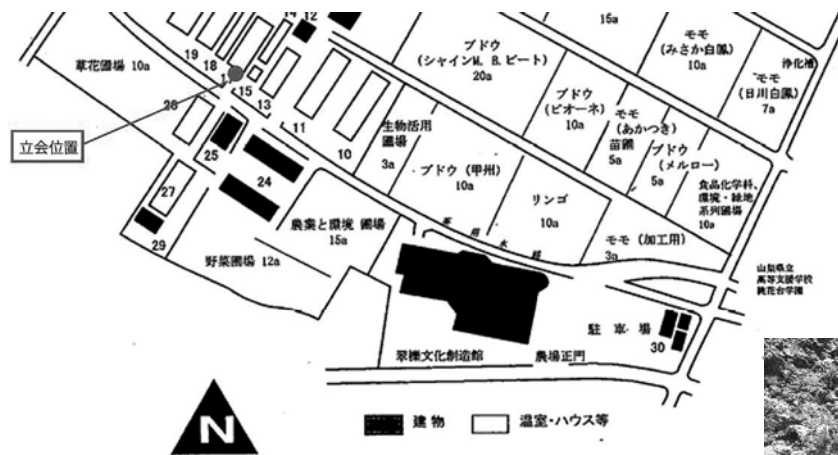 14
12
15a
モモ
(みさか白鳳)
10a
浄化槽
モモ
(日川白鳳)
7a
ブドウ
(シャインM、B.ビート)
20a
19
18
草花圃場 10a
15
13
11
10
生物活用
圃場
3a
ブドウ
(ピオーネ)
10a
モモ
(あかつき)
苗圃
5a
ブドウ
(メルロー)
5a
食品化学科、
環境・緑地
系列圃場
10a
立会位置
26
25
24
ブドウ (甲州)
10a
リンゴ
10a
27
29
農業と環境 圃場
15a
野菜圃場 12a
モモ (加工用)
3a
山梨県立
高等支援学校
桃花台学園
駐車場
30
翠櫟文化創造館
農場正門
N
建物
温室・ハウス等